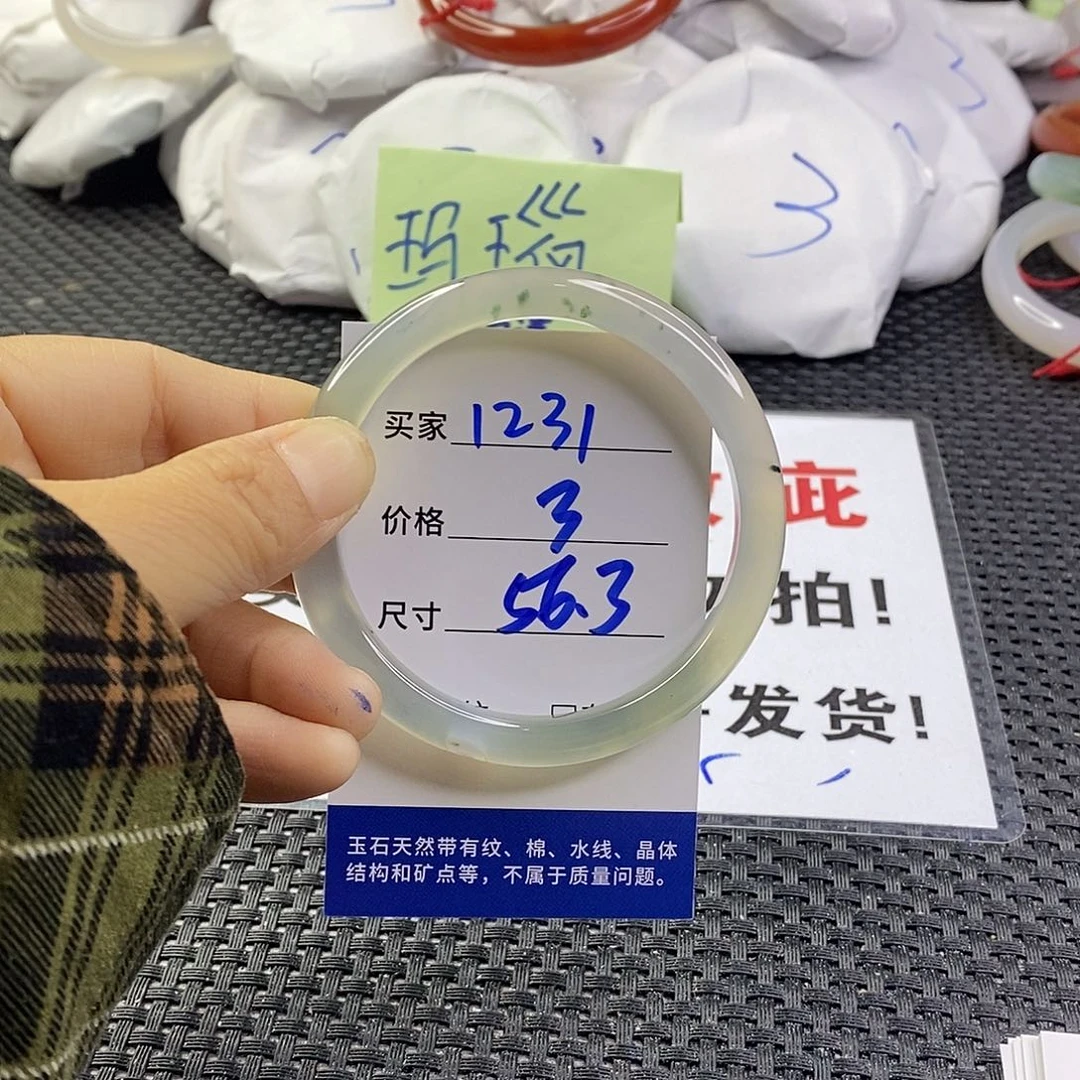 3
玛瑙
买家 1231
价格 3
尺寸 56.3
疵
拍！
发货！
玉石天然带有纹、棉、水线、晶体
结构和矿点等，不属于质量问题。